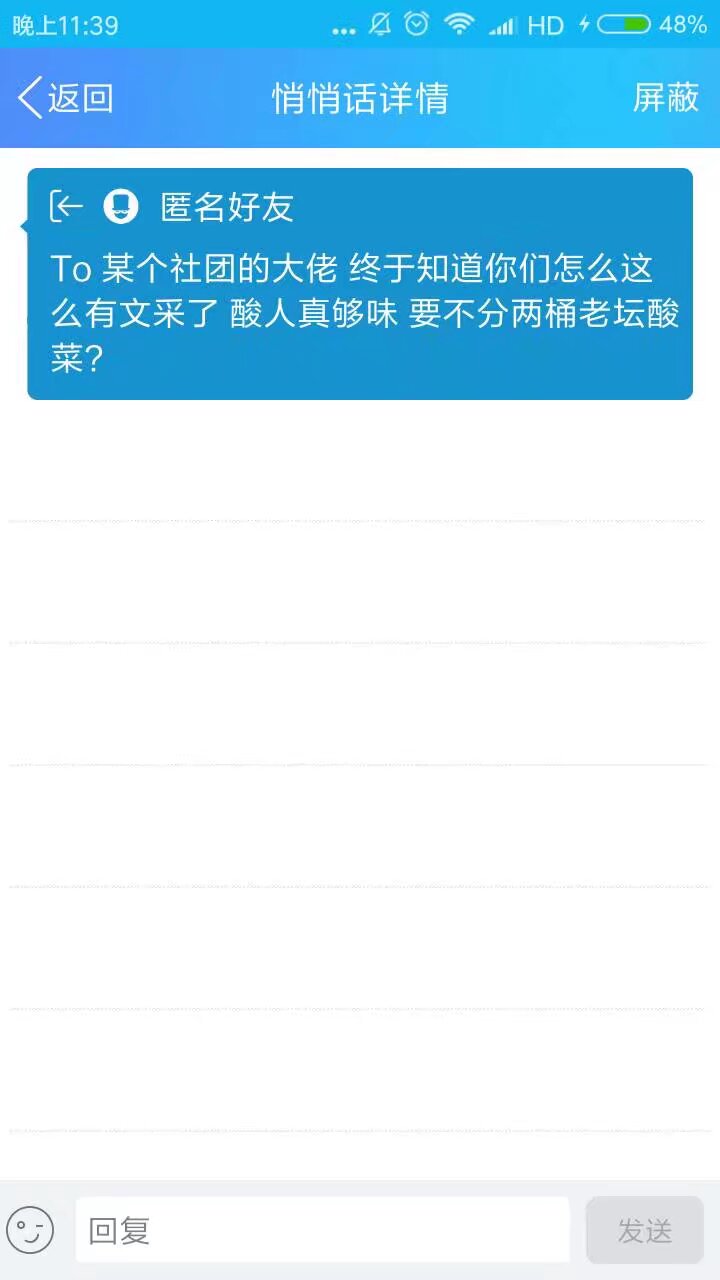 晚上11:39
HD
48%
返回
悄悄话详情
屏蔽
匿名好友
To 某个社团的大佬 终于知道你们怎么这
么有文采了 酸人真够味 要不分两桶老坛酸
菜?
回复
发送